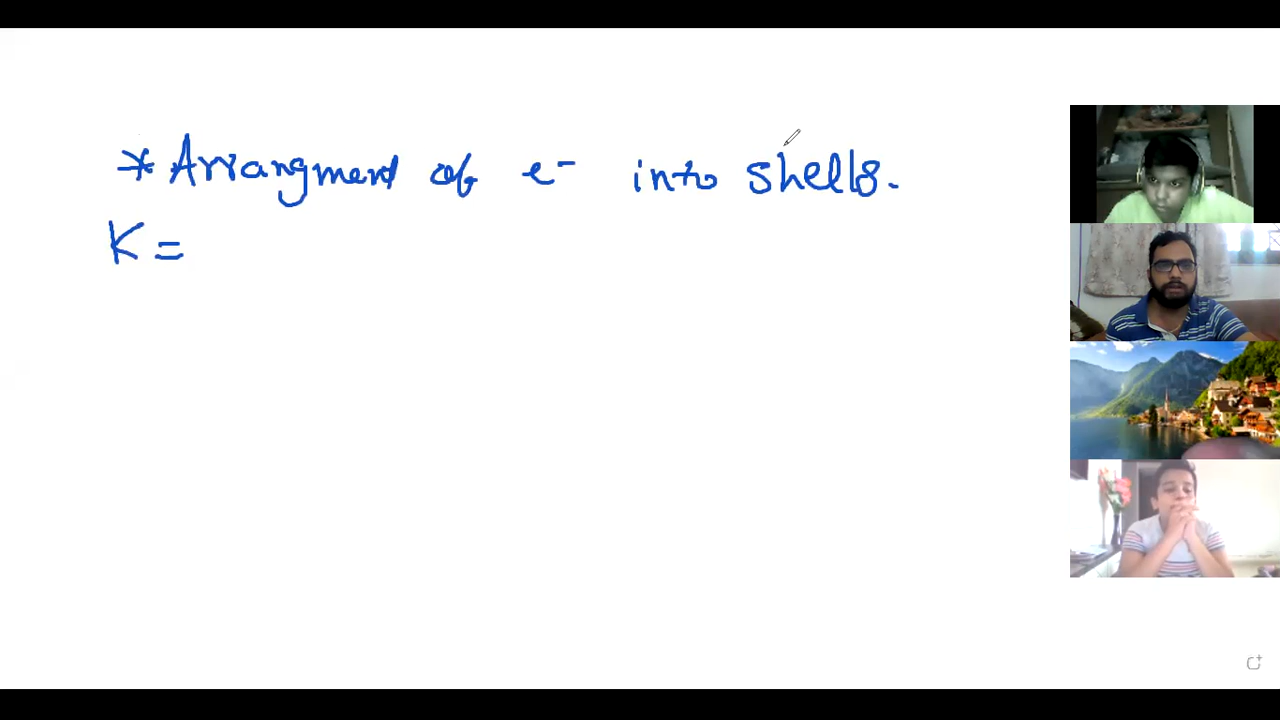 * Arrangment of e⁻ into shells.
K =